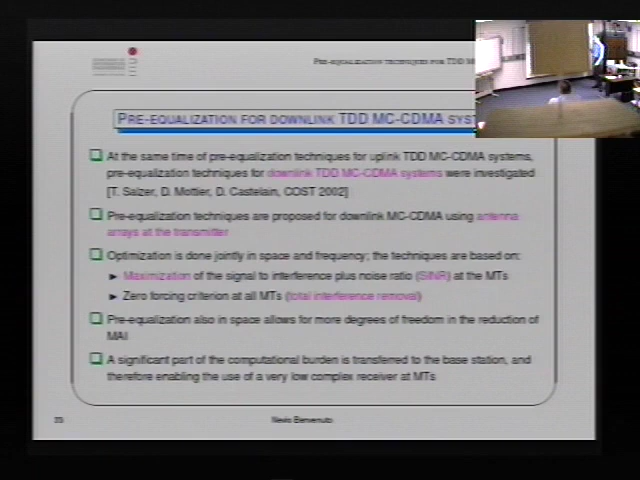 PRE-EQUALIZATION TECHNIQUES FOR TDD M
PRE-EQUALIZATION FOR DOWNLINK TDD MC-CDMA SYST
At the same time of pre-equalization techniques for uplink TDD MC-CDMA systems,
pre-equalization techniques for downlink TDD MC-CDMA systems were investigated
[T. Salzer, D. Mottier, D. Castelain, COST 2002]
Pre-equalization techniques are proposed for downlink MC-CDMA using antenna
arrays at the transmitter
Optimization is done jointly in space and frequency; the techniques are based on:
Maximization of the signal to interference plus noise ratio (SINR) at the MTs
Zero forcing criterion at all MTs (total interference removal)
Pre-equalization also in space allows for more degrees of freedom in the reduction of
MAI
A significant part of the computational burden is transferred to the base station, and
therefore enabling the use of a very low complex receiver at MTs
Nevio Benvenuto